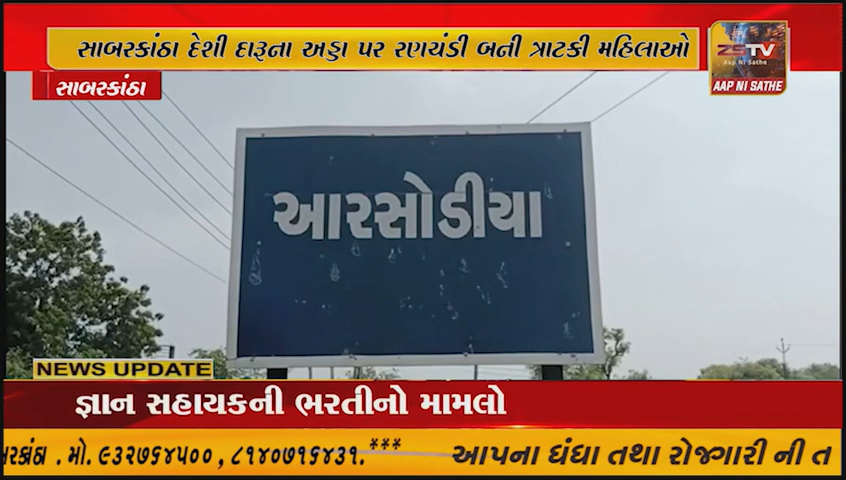 સાબરકાંઠા દેશી દારૂના અડ્ડા પર રણચંડી બની ત્રાટકી મહિલાઓ
ZSTV
Aap Ni Sathe
AAP NI SATHE
સાબરકાંઠા
આરસોડીયા
NEWS UPDATE
જ્ઞાન સહાયકની ભરતીનો મામલો
બરકાંઠા . મો. ૯૩૨૭૬૪૫૦૦ , ૮૧૪૦૭૧૬૪૩૧.*** આપના ધંધા તથા રોજગારી ની ત